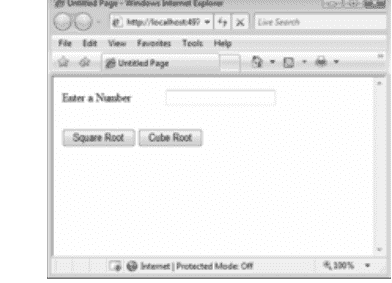 Untitled Page - Windows Internet Explorer
http://localhost:497
Live Search
File Edit View Favorites Tools Help
Untitled Page
Enter a Number
Square Root Cube Root
Internet | Protected Mode: Off
100%